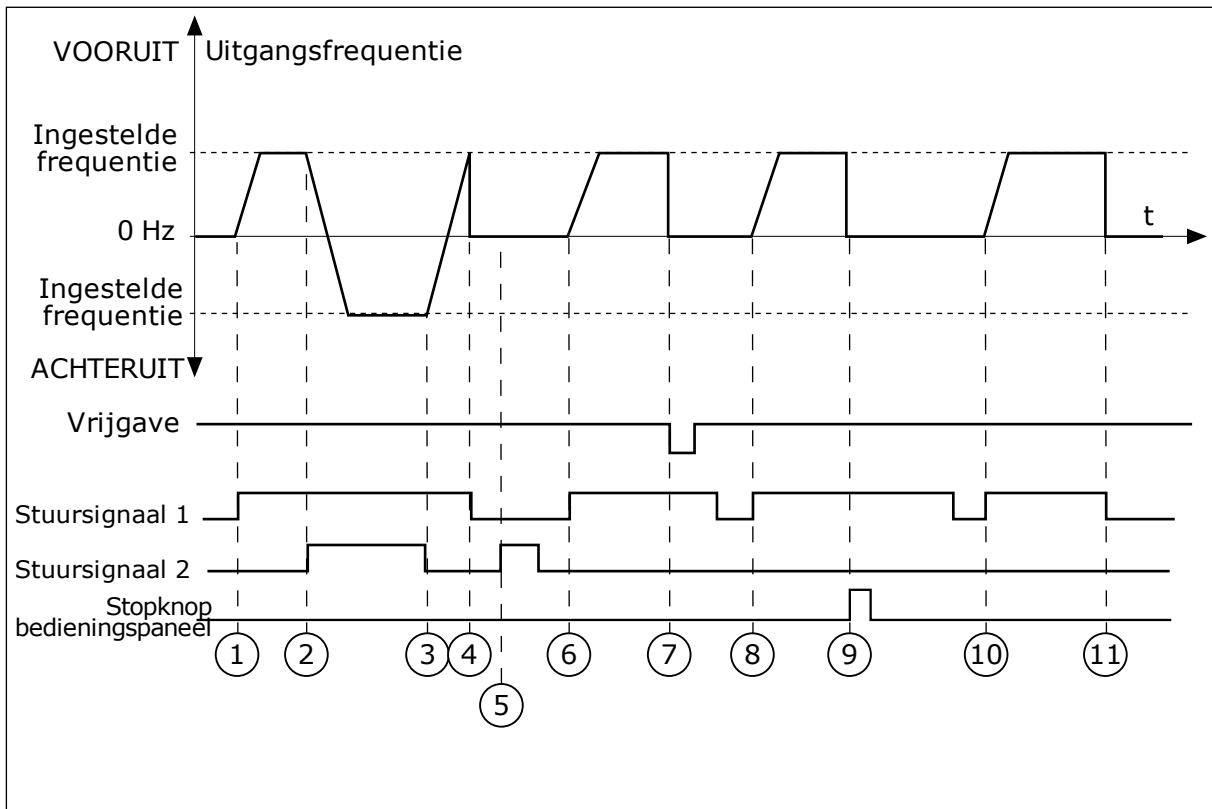 VOORUIT
Uitgangsfrequentie
Ingestelde
frequentie
0 Hz
t
Ingestelde
frequentie
ACHTERUIT
Vrijgave
Stuursignaal 1
Stuursignaal 2
Stopknop
bedieningspaneel
1 2 3 4 6 7 8 9 10 11
5